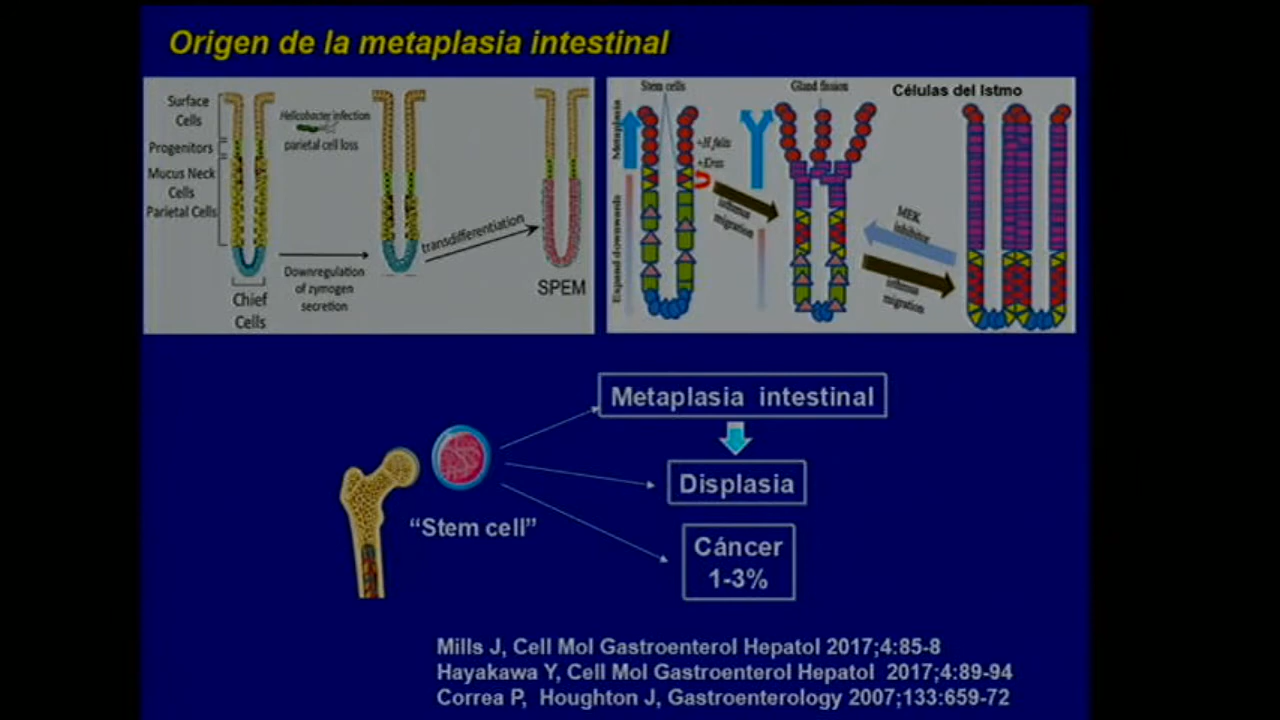 Origen de la metaplasia intestinal
Surface
Cells
Progenitors
Mucus Neck
Cells
Parietal Cells
Chief
Cells
Helicobacter infection
parietal cell loss
Downregulation
of zymogen
secretion
transdifferentiation
SPEM
Stem cells
Gland fission
Células del Istmo
Metaplasia
Expand downwards
+H felis
+Kras
isthmus
migration
MEK
inhibitor
isthmus
migration
Metaplasia intestinal
Displasia
Cáncer
1-3%
“Stem cell”
Mills J, Cell Mol Gastroenterol Hepatol 2017;4:85-8
Hayakawa Y, Cell Mol Gastroenterol Hepatol 2017;4:89-94
Correa P, Houghton J, Gastroenterology 2007;133:659-72